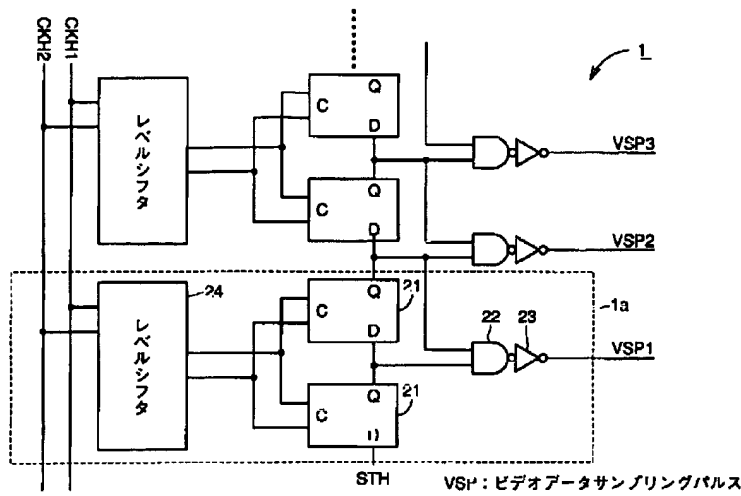 CKH2
CKH1
1
レベルシフタ
C
Q
D
VSP3
C
Q
D
VSP2
24
レベルシフタ
C
Q
D
21
22
23
1a
VSP1
C
Q
D
21
STH
VSP：ビデオデータサンプリングパルス